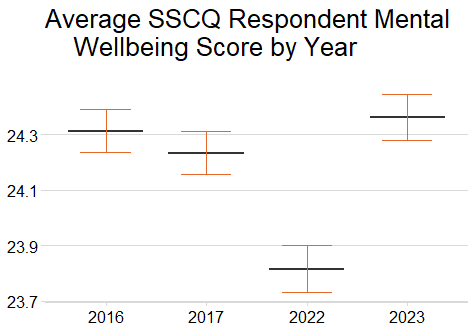 Average SSCQ Respondent Mental
Wellbeing Score by Year
24.3
24.1
23.9
23.7
2016 2017 2022 2023